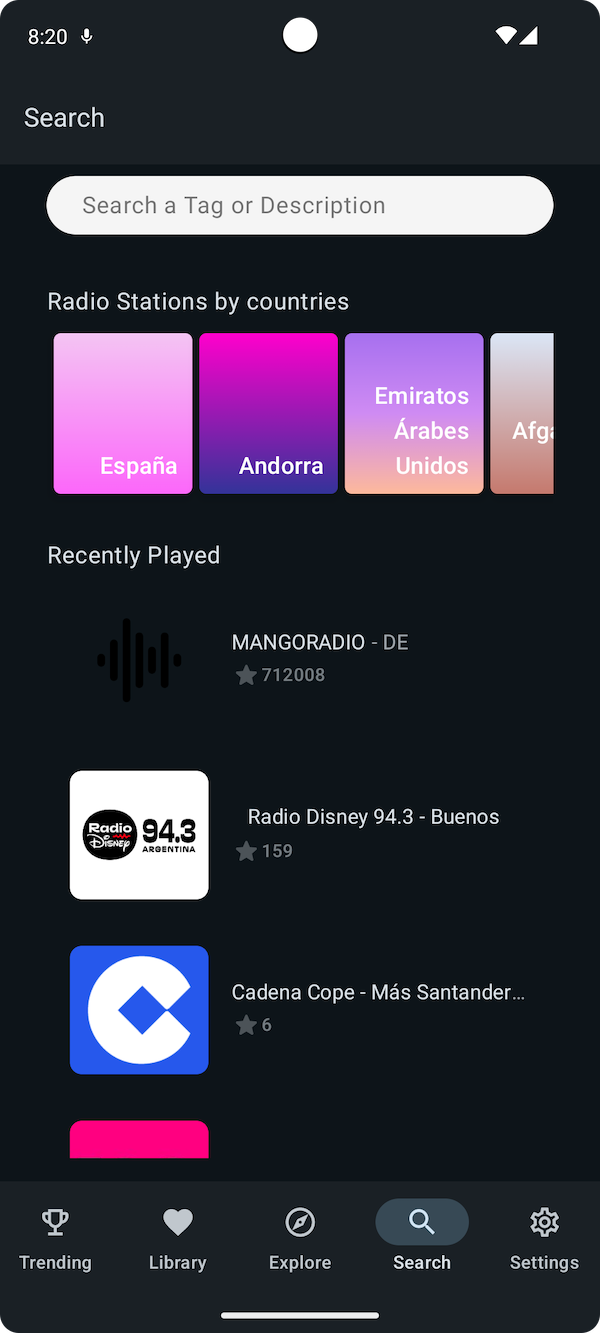 8:20
Search
Search a Tag or Description
Radio Stations by countries
España
Andorra
Emiratos
Árabes
Unidos
Afga
Recently Played
MANGORADIO - DE
712008
Radio
Disney
94.3
ARGENTINA
Radio Disney 94.3 - Buenos
159
Cadena Cope - Más Santander…
6
Trending
Library
Explore
Search
Settings